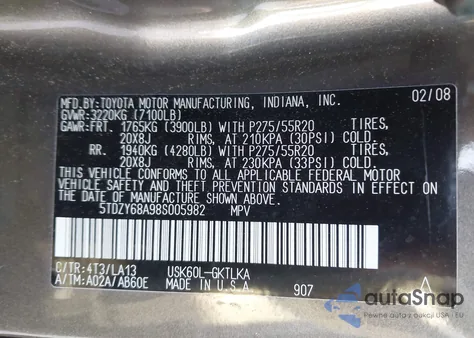 MFD. BY: TOYOTA MOTOR MANUFACTURING, INDIANA, INC. 02/08
GVWR: 3220KG (7100LB)
GAWR: FRT. 1765KG (3900LB) WITH P275/55R20 TIRES,
20X8J RIMS, AT 210KPA (30PSI) COLD.
RR. 1940KG (4280LB) WITH P275/55R20 TIRES,
20X8J RIMS, AT 230KPA (33PSI) COLD.
THIS VEHICLE CONFORMS TO ALL APPLICABLE FEDERAL MOTOR
VEHICLE SAFETY STANDARDS IN EFFECT ON THE
DATE OF MANUFACTURE SHOWN ABOVE.
5TDZY68A98S005982 MPV
C/TR: 4T3/LA13 USK60L-GKTLKA
A/TM: A02A/AB60E MADE IN U.S.A. 907
autoSnap